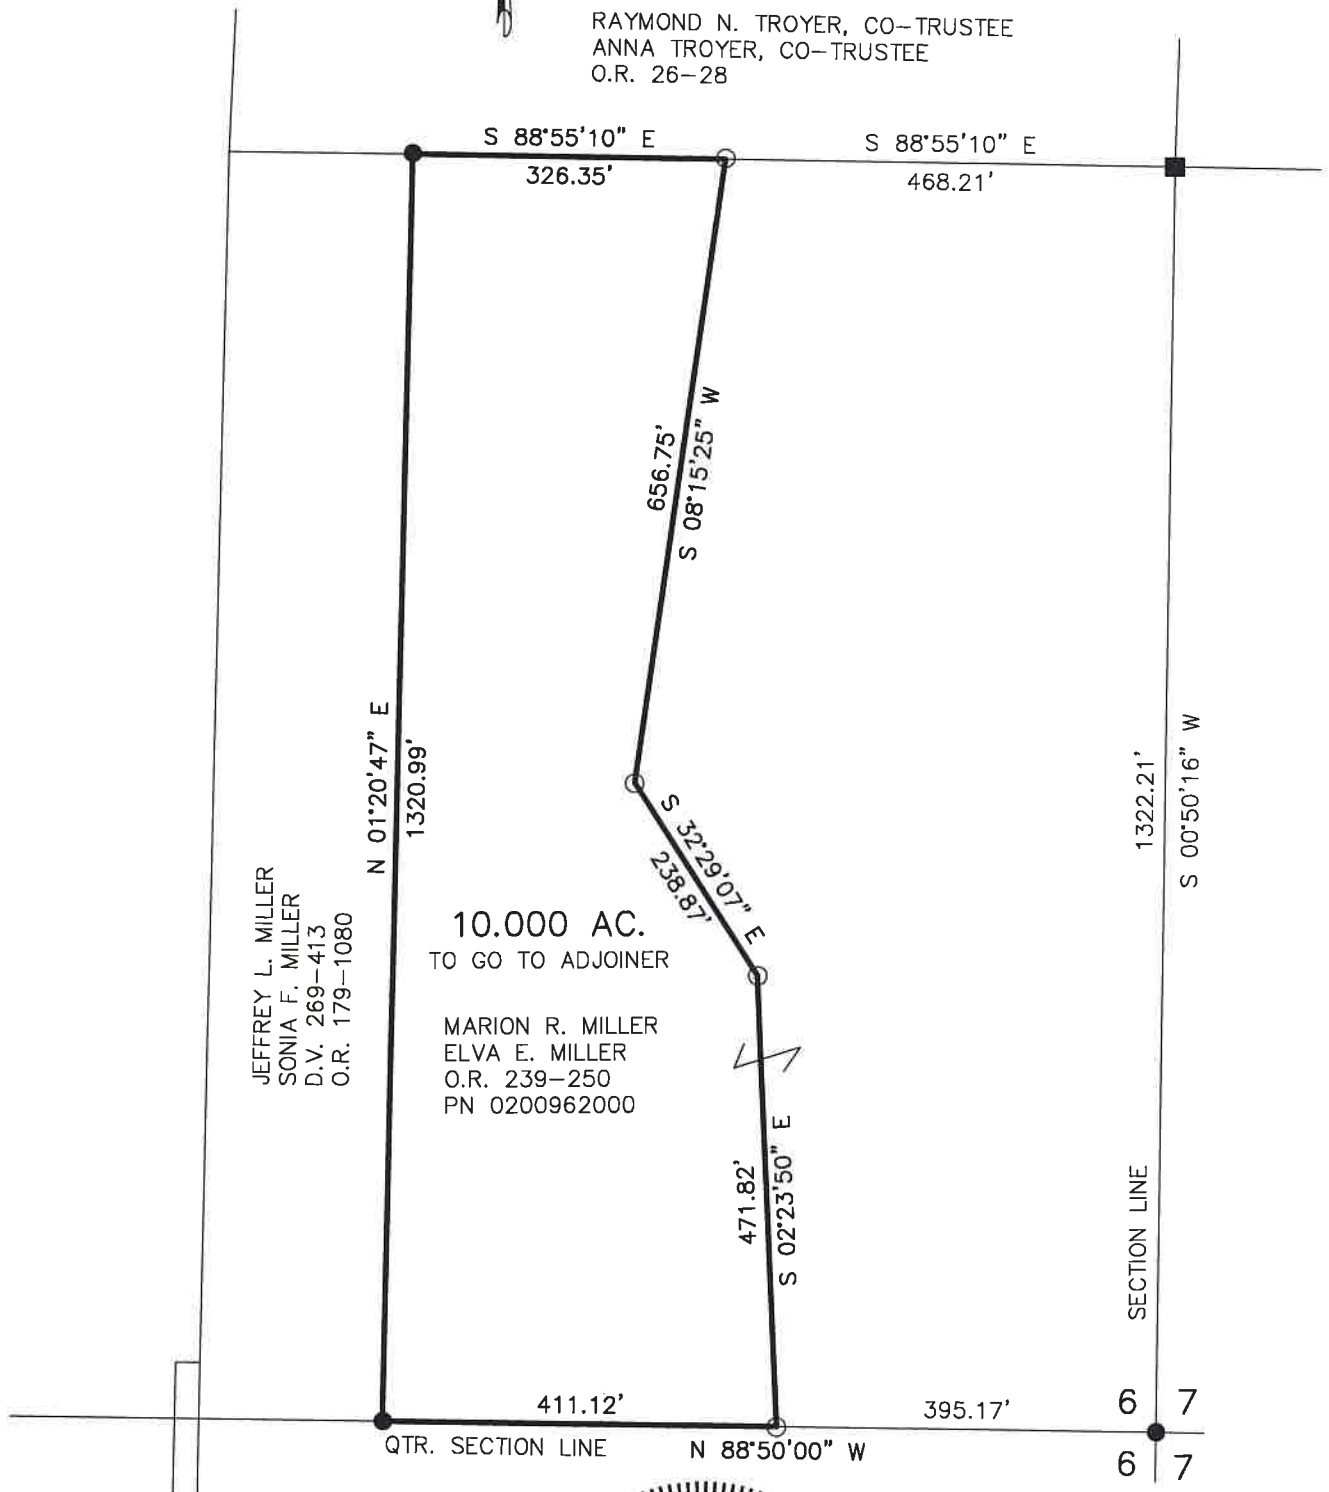 RAYMOND N. TROYER, CO-TRUSTEE
ANNA TROYER, CO-TRUSTEE
O.R. 26-28
S 88°55'10" E
326.35'
S 88°55'10" E
468.21'
656.75'
S 08°15'25" W
N 01°20'47" E
1320.99'
1322.21'
S 00°50'16" W
S 32°29'07" E
238.87'
JEFFREY L. MILLER
SONIA F. MILLER
D.V. 269-413
O.R. 179-1080
10.000 AC.
TO GO TO ADJOINER
MARION R. MILLER
ELVA E. MILLER
O.R. 239-250
PN 0200962000
471.82'
S 02°23'50" E
SECTION LINE
411.12'
395.17'
6 7
QTR. SECTION LINE
N 88°50'00" W
6 7